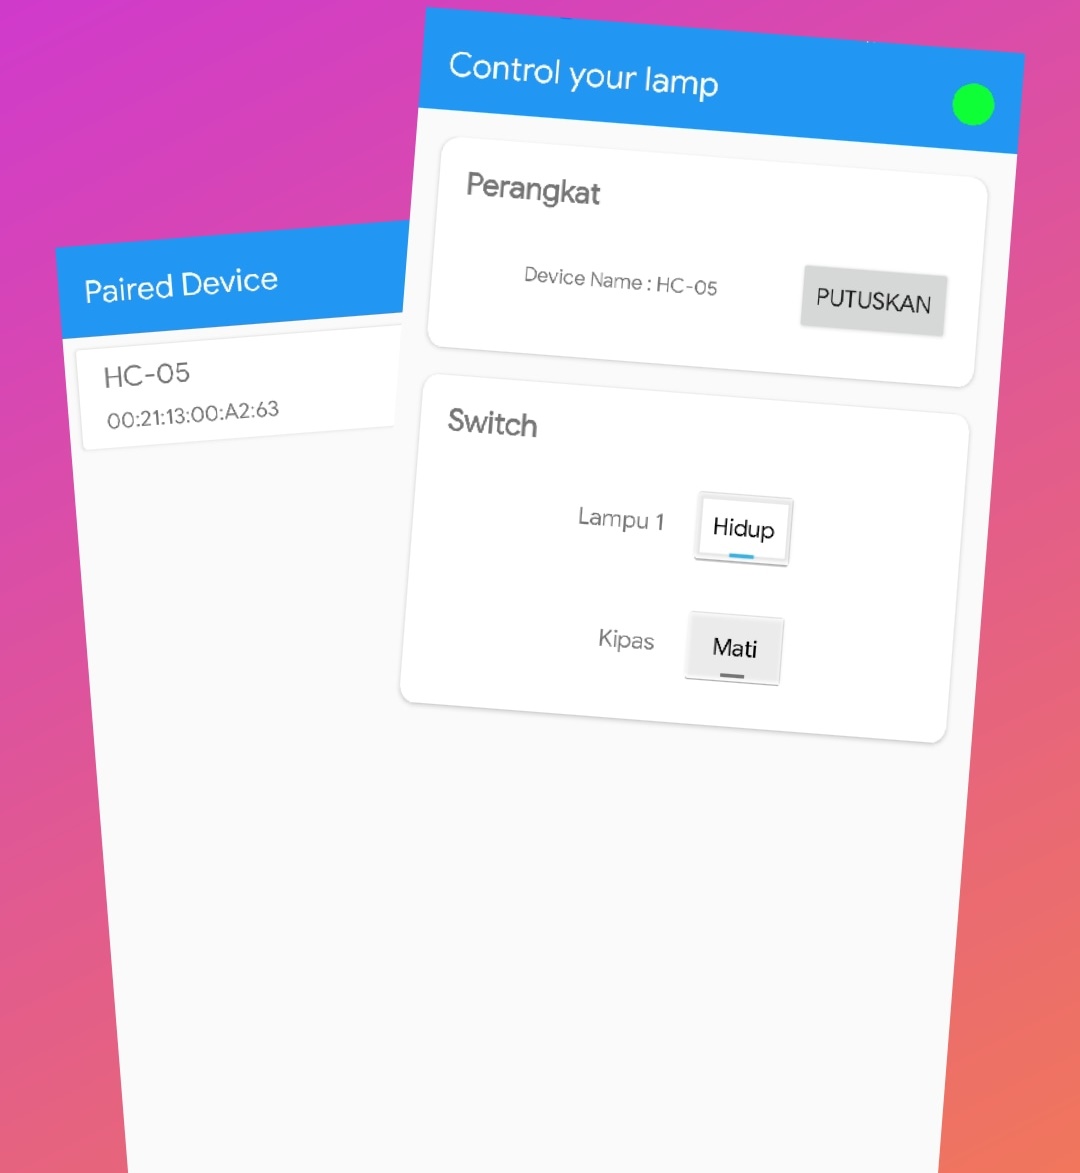 Control your lamp
Perangkat
Device Name : HC-05
PUTUSKAN
Switch
Lampu 1
Hidup
Kipas
Mati
Paired Device
HC-05
00:21:13:00:A2:63